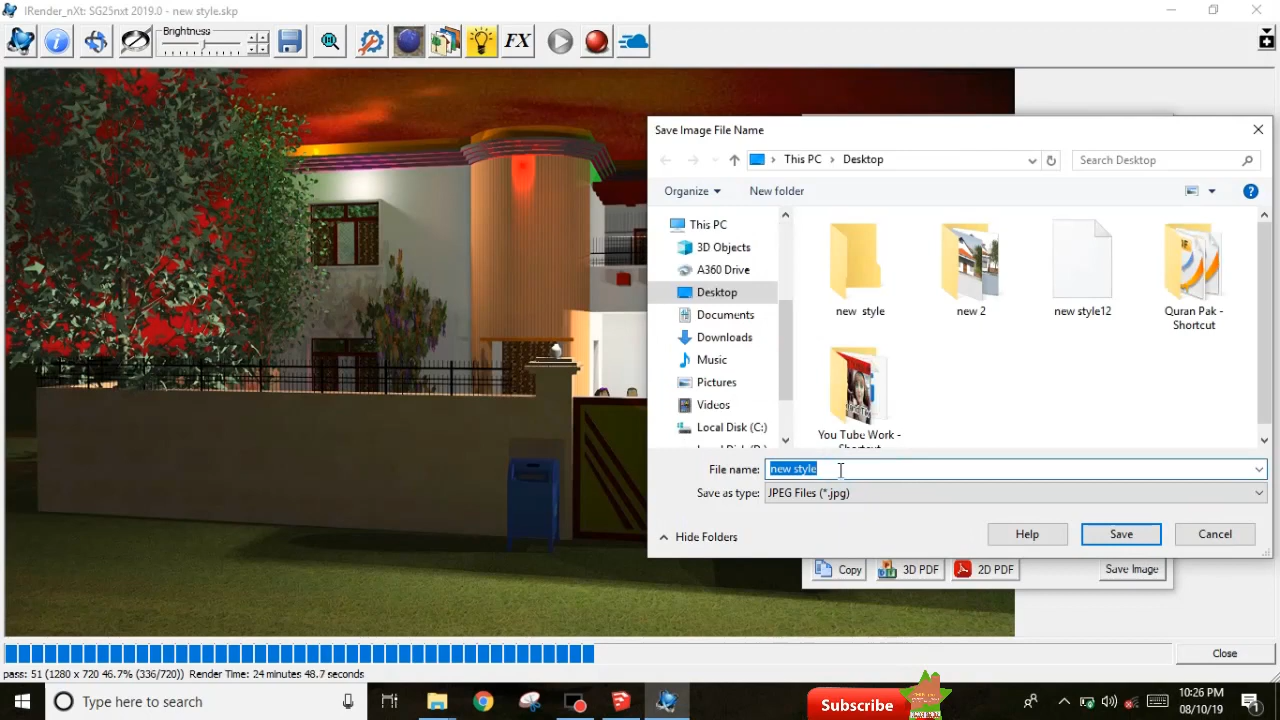 IRender_nXt: SG25nxt 2019.0 - new style.skp
Brightness
FX
Save Image File Name
This PC
Desktop
Search Desktop
Organize
New folder
This PC
3D Objects
A360 Drive
Desktop
Documents
Downloads
Music
Pictures
Videos
Local Disk (C:)
new style
new 2
new style12
Quran Pak -
Shortcut
You Tube Work -
File name:
new style
Save as type:
JPEG Files (*.jpg)
Hide Folders
Help
Save
Cancel
Copy
3D PDF
2D PDF
Save Image
pass: 51 (1280 x 720 46.7% (336/720)) Render Time: 24 minutes 48.7 seconds
Close
Type here to search
Subscribe
10:26 PM
08/10/19